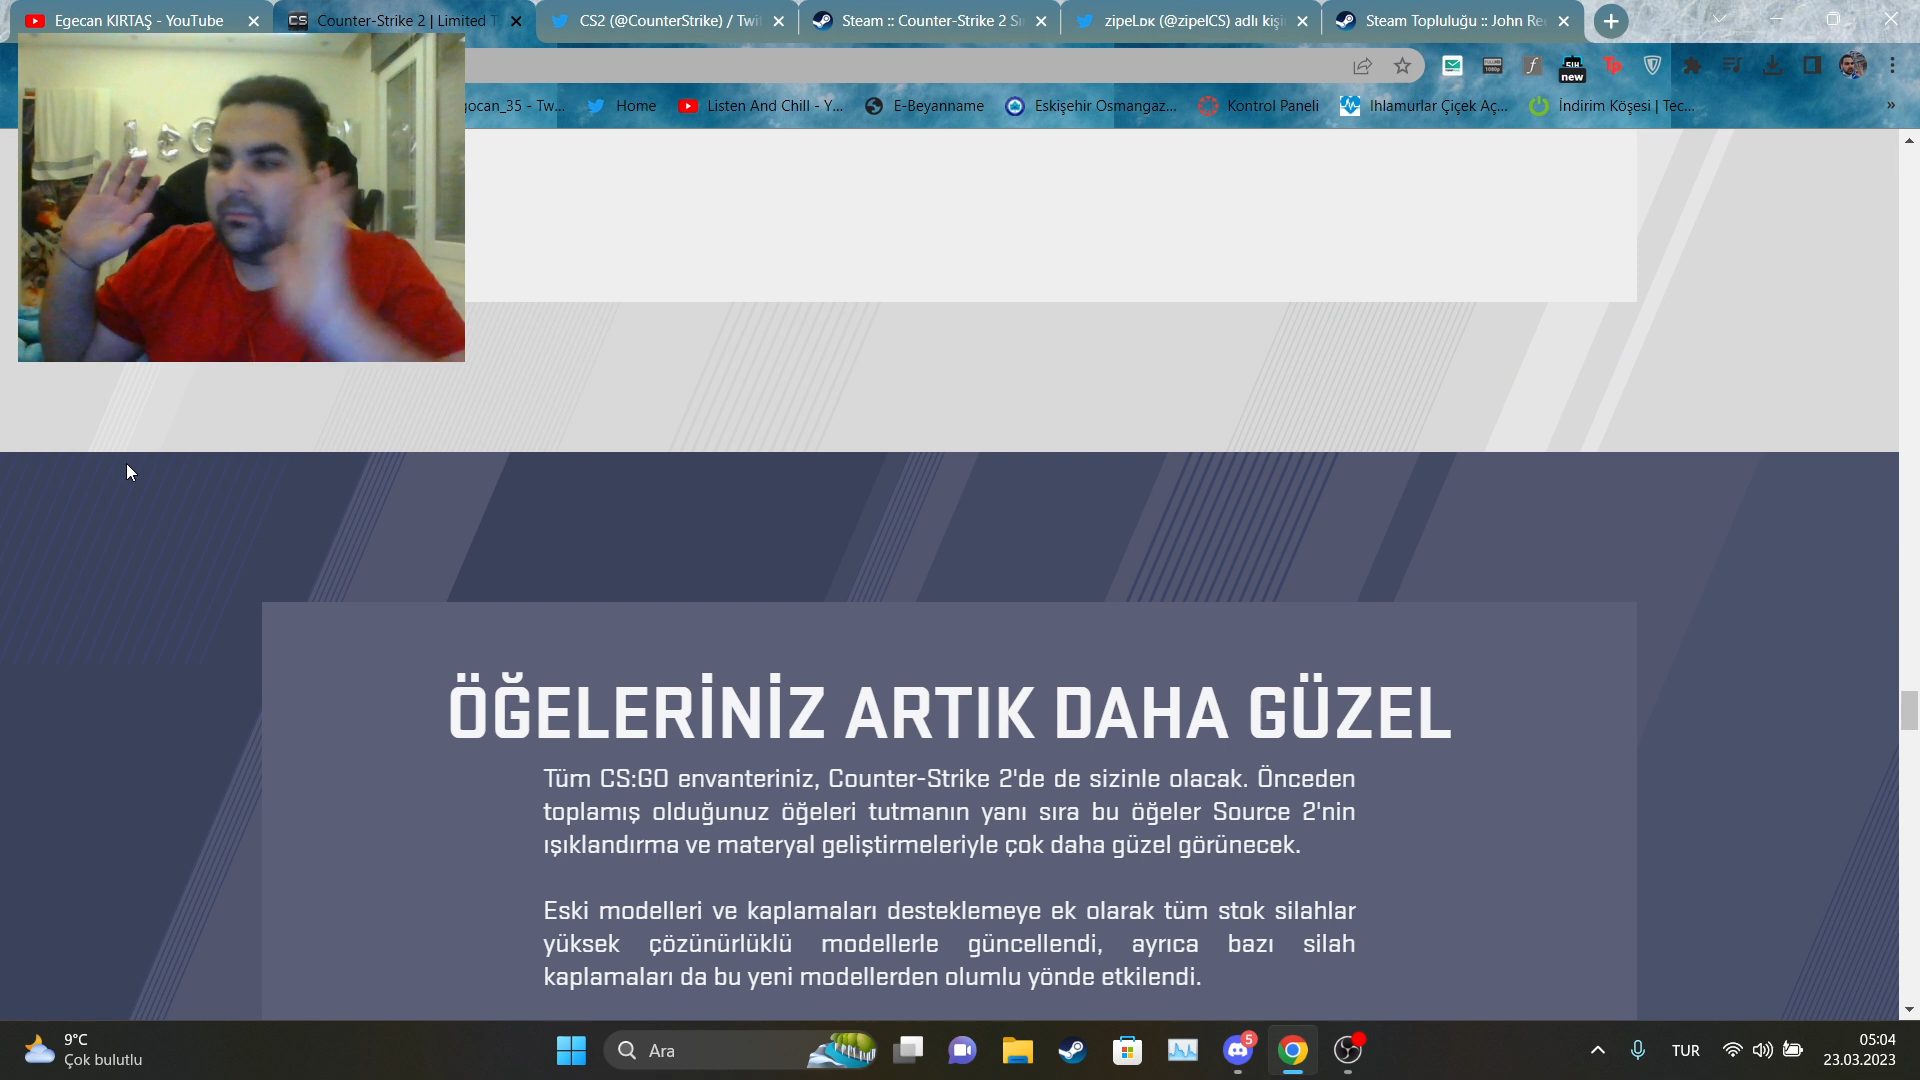 Egecan KIRTAŞ - YouTube
Counter-Strike 2 | Limited T
CS2 (@CounterStrike) / Twi
Steam :: Counter-Strike 2 S
zipeLDK (@zipelCS) adlı kişi
Steam Topluluğu :: John Re
new
gocan_35 - Tw...
Home
Listen And Chill - Y...
E-Beyanname
Eskişehir Osmangaz...
Kontrol Paneli
Ihlamurlar Çiçek Aç...
İndirim Köşesi | Tec...
»
ÖĞELERİNİZ ARTIK DAHA GÜZEL
Tüm CS:GO envanteriniz, Counter-Strike 2'de de sizinle olacak. Önceden
toplamış olduğunuz öğeleri tutmanın yanı sıra bu öğeler Source 2'nin
ışıklandırma ve materyal geliştirmeleriyle çok daha güzel görünecek.
Eski modelleri ve kaplamaları desteklemeye ek olarak tüm stok silahlar
yüksek çözünürlüklü modellerle güncellendi, ayrıca bazı silah
kaplamaları da bu yeni modellerden olumlu yönde etkilendi.
9°C
Çok bulutlu
Ara
5
TUR
05:04
23.03.2023